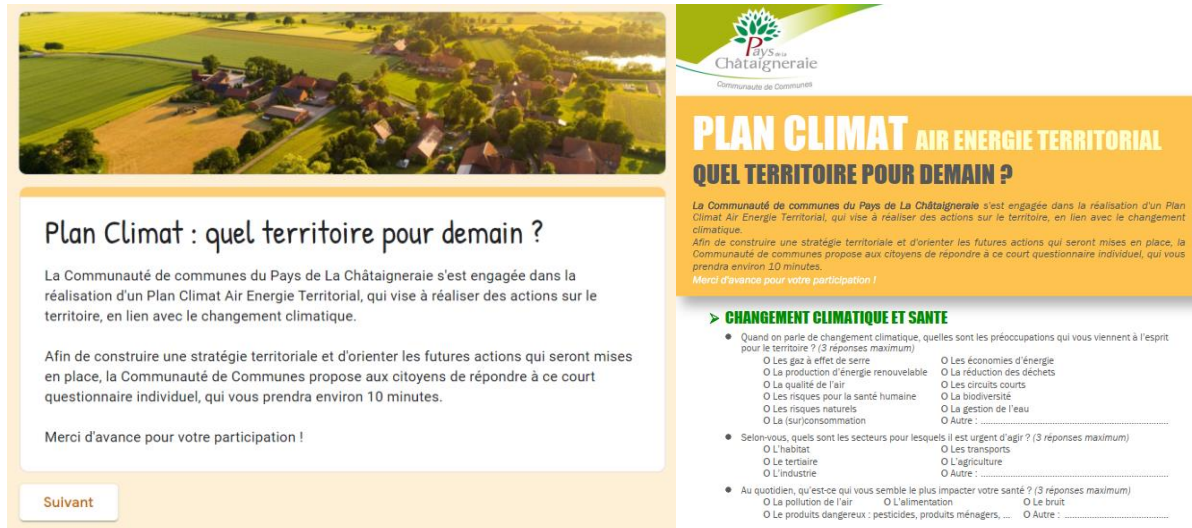 Plan Climat : quel territoire pour demain ?
La Communauté de communes du Pays de La Châtaigneraie s'est engagée dans la
réalisation d'un Plan Climat Air Energie Territorial, qui vise à réaliser des actions sur le
territoire, en lien avec le changement climatique.
Afin de construire une stratégie territoriale et d'orienter les futures actions qui seront mises
en place, la Communauté de Communes propose aux citoyens de répondre à ce court
questionnaire individuel, qui vous prendra environ 10 minutes.
Merci d'avance pour votre participation !
Suivant
Pays de la
Châtaigneraie
Communauté de Communes
PLAN CLIMAT AIR ENERGIE TERRITORIAL
QUEL TERRITOIRE POUR DEMAIN ?
La Communauté de communes du Pays de La Châtaigneraie s'est engagée dans la réalisation d'un Plan
Climat Air Energie Territorial, qui vise à réaliser des actions sur le territoire, en lien avec le changement
climatique.
Afin de construire une stratégie territoriale et d'orienter les futures actions qui seront mises en place, la
Communauté de communes propose aux citoyens de répondre à ce court questionnaire individuel, qui vous
prendra environ 10 minutes.
Merci d'avance pour votre participation !
➢ CHANGEMENT CLIMATIQUE ET SANTE
● Quand on parle de changement climatique, quelles sont les préoccupations qui vous viennent à l'esprit
pour le territoire ? (3 réponses maximum)
O Les gaz à effet de serre O Les économies d'énergie
O La production d'énergie renouvelable O La réduction des déchets
O La qualité de l'air O Les circuits courts
O Les risques pour la santé humaine O La biodiversité
O Les risques naturels O La gestion de l'eau
O La (sur)consommation O Autre : ..........
● Selon-vous, quels sont les secteurs pour lesquels il est urgent d'agir ? (3 réponses maximum)
O L'habitat O Les transports
O Le tertiaire O L'agriculture
O L'industrie O Autre : ..........
● Au quotidien, qu'est-ce qui vous semble le plus impacter votre santé ? (3 réponses maximum)
O La pollution de l'air O L'alimentation O Le bruit
O Le produits dangereux : pesticides, produits ménagers, ... O Autre : ..........